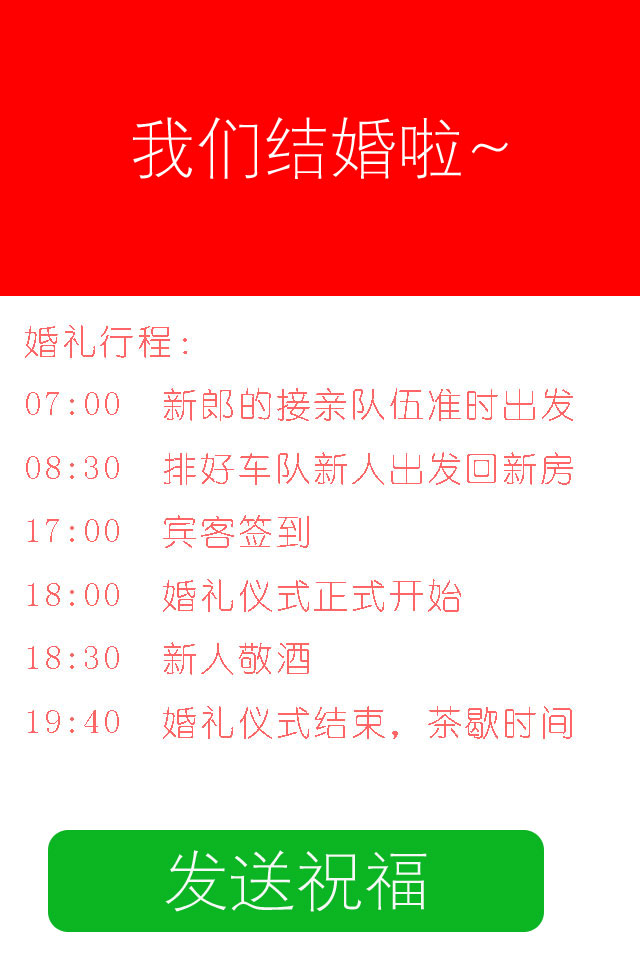 我们结婚啦~
婚礼行程:
07:00 新郎的接亲队伍准时出发
08:30 排好车队新人出发回新房
17:00 宾客签到
18:00 婚礼仪式正式开始
18:30 新人敬酒
19:40 婚礼仪式结束，茶歇时间
发送祝福